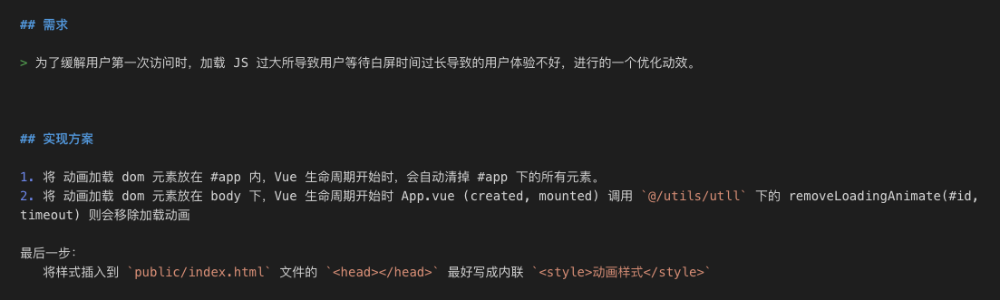 ## 需求
> 为了缓解用户第一次访问时，加载 JS 过大所导致用户等待白屏时间过长导致的用户体验不好，进行的一个优化动效。
## 实现方案
1. 将 动画加载 dom 元素放在 #app 内，Vue 生命周期开始时，会自动清掉 #app 下的所有元素。
2. 将 动画加载 dom 元素放在 body 下，Vue 生命周期开始时 App.vue (created, mounted) 调用 `@/utils/utll` 下的 removeLoadingAnimate(#id,
timeout) 则会移除加载动画
最后一步：
将样式插入到 `public/index.html` 文件的 `<head></head>` 最好写成内联 `<style>动画样式</style>`